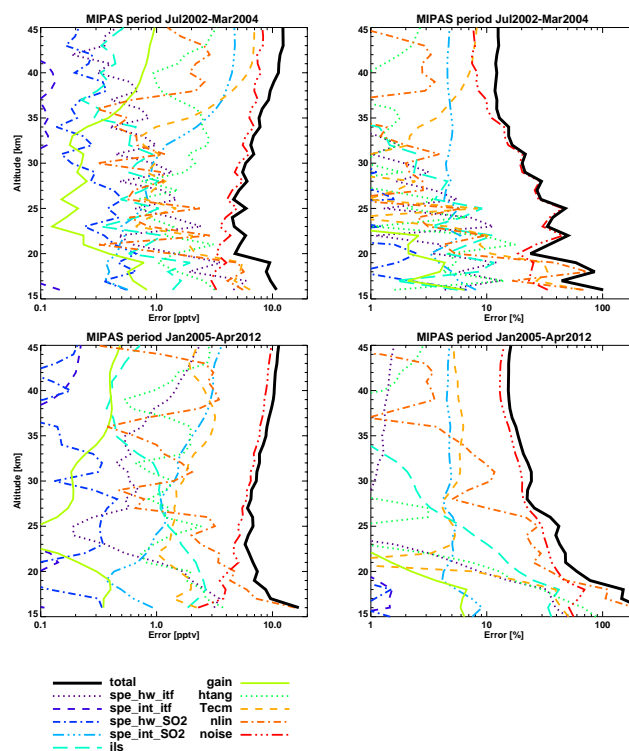 MIPAS period Jul2002-Mar2004
45
40
35
30
25
20
15
Altitude [km]
0.1 1.0 10.0
Error [pptv]
MIPAS period Jul2002-Mar2004
45
40
35
30
25
20
15
1 10 100
Error [%]
MIPAS period Jan2005-Apr2012
45
40
35
30
25
20
15
Altitude [km]
0.1 1.0 10.0
Error [pptv]
MIPAS period Jan2005-Apr2012
45
40
35
30
25
20
15
1 10 100
Error [%]
total
spe_hw_itf
spe_int_itf
spe_hw_SO2
spe_int_SO2
ils
gain
htang
Tecm
nlin
noise